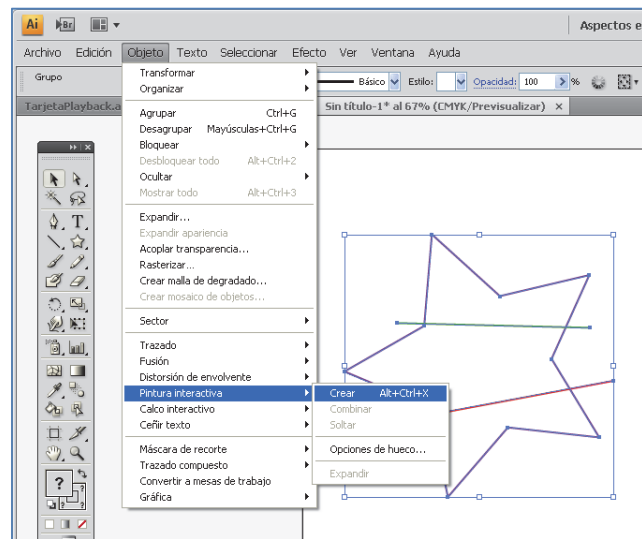 Ai Br Aspectos e
Archivo Edición Objeto Texto Seleccionar Efecto Ver Ventana Ayuda
Grupo Básico Estilo: Opacidad: 100 %
TarjetaPlayback.a Sin título-1* al 67% (CMYK/Previsualizar) ×
Transformar
Organizar
Agrupar Ctrl+G
Desagrupar Mayúsculas+Ctrl+G
Bloquear
Desbloquear todo Alt+Ctrl+2
Ocultar
Mostrar todo Alt+Ctrl+3
Expandir...
Expandir apariencia
Acoplar transparencia...
Rasterizar...
Crear malla de degradado...
Crear mosaico de objetos...
Sector
Trazado
Fusión
Distorsión de envolvente
Pintura interactiva
Calco interactivo
Ceñir texto
Máscara de recorte
Trazado compuesto
Convertir a mesas de trabajo
Gráfica
Crear Alt+Ctrl+X
Combinar
Soltar
Opciones de hueco...
Expandir